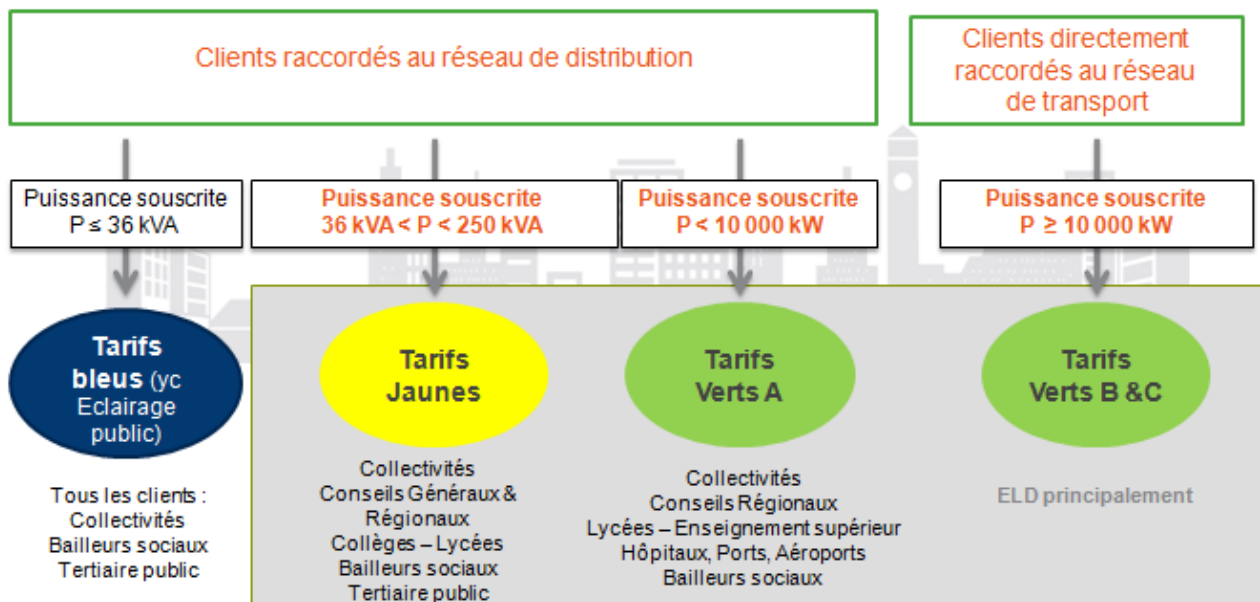 Clients raccordés au réseau de distribution
Clients directement
raccordés au réseau
de transport
Puissance souscrite
P ≤ 36 kVA
Puissance souscrite
36 kVA < P < 250 kVA
Puissance souscrite
P < 10 000 kW
Puissance souscrite
P ≥ 10 000 kW
Tarifs
bleus (yc
Eclairage
public)
Tarifs
Jaunes
Tarifs
Verts A
Tarifs
Verts B &C
Tous les clients :
Collectivités
Bailleurs sociaux
Tertiaire public
Collectivités
Conseils Généraux &
Régionaux
Collèges – Lycées
Bailleurs sociaux
Tertiaire public
Collectivités
Conseils Régionaux
Lycées – Enseignement supérieur
Hôpitaux, Ports, Aéroports
Bailleurs sociaux
ELD principalement